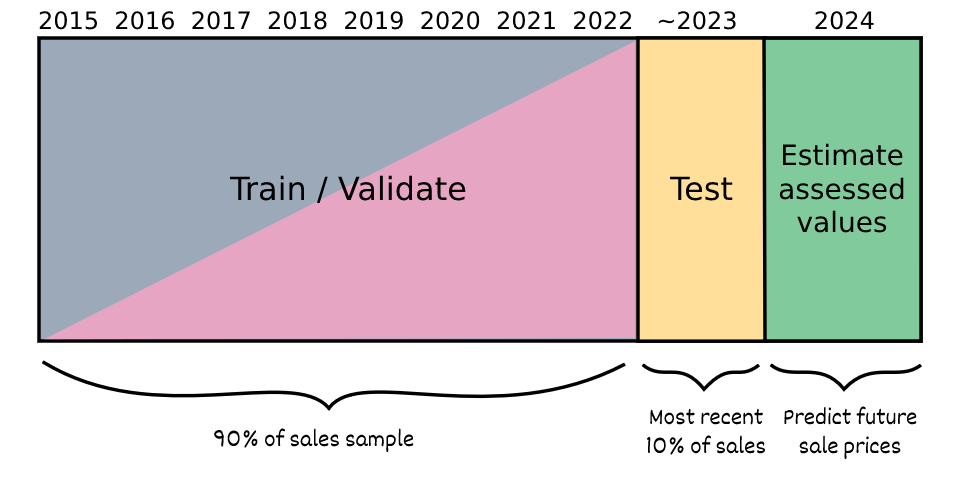 2015 2016 2017 2018 2019 2020 2021 2022 ~2023 2024
Train / Validate
Test
Estimate
assessed
values
90% of sales sample
Most recent
10% of sales
Predict future
sale prices